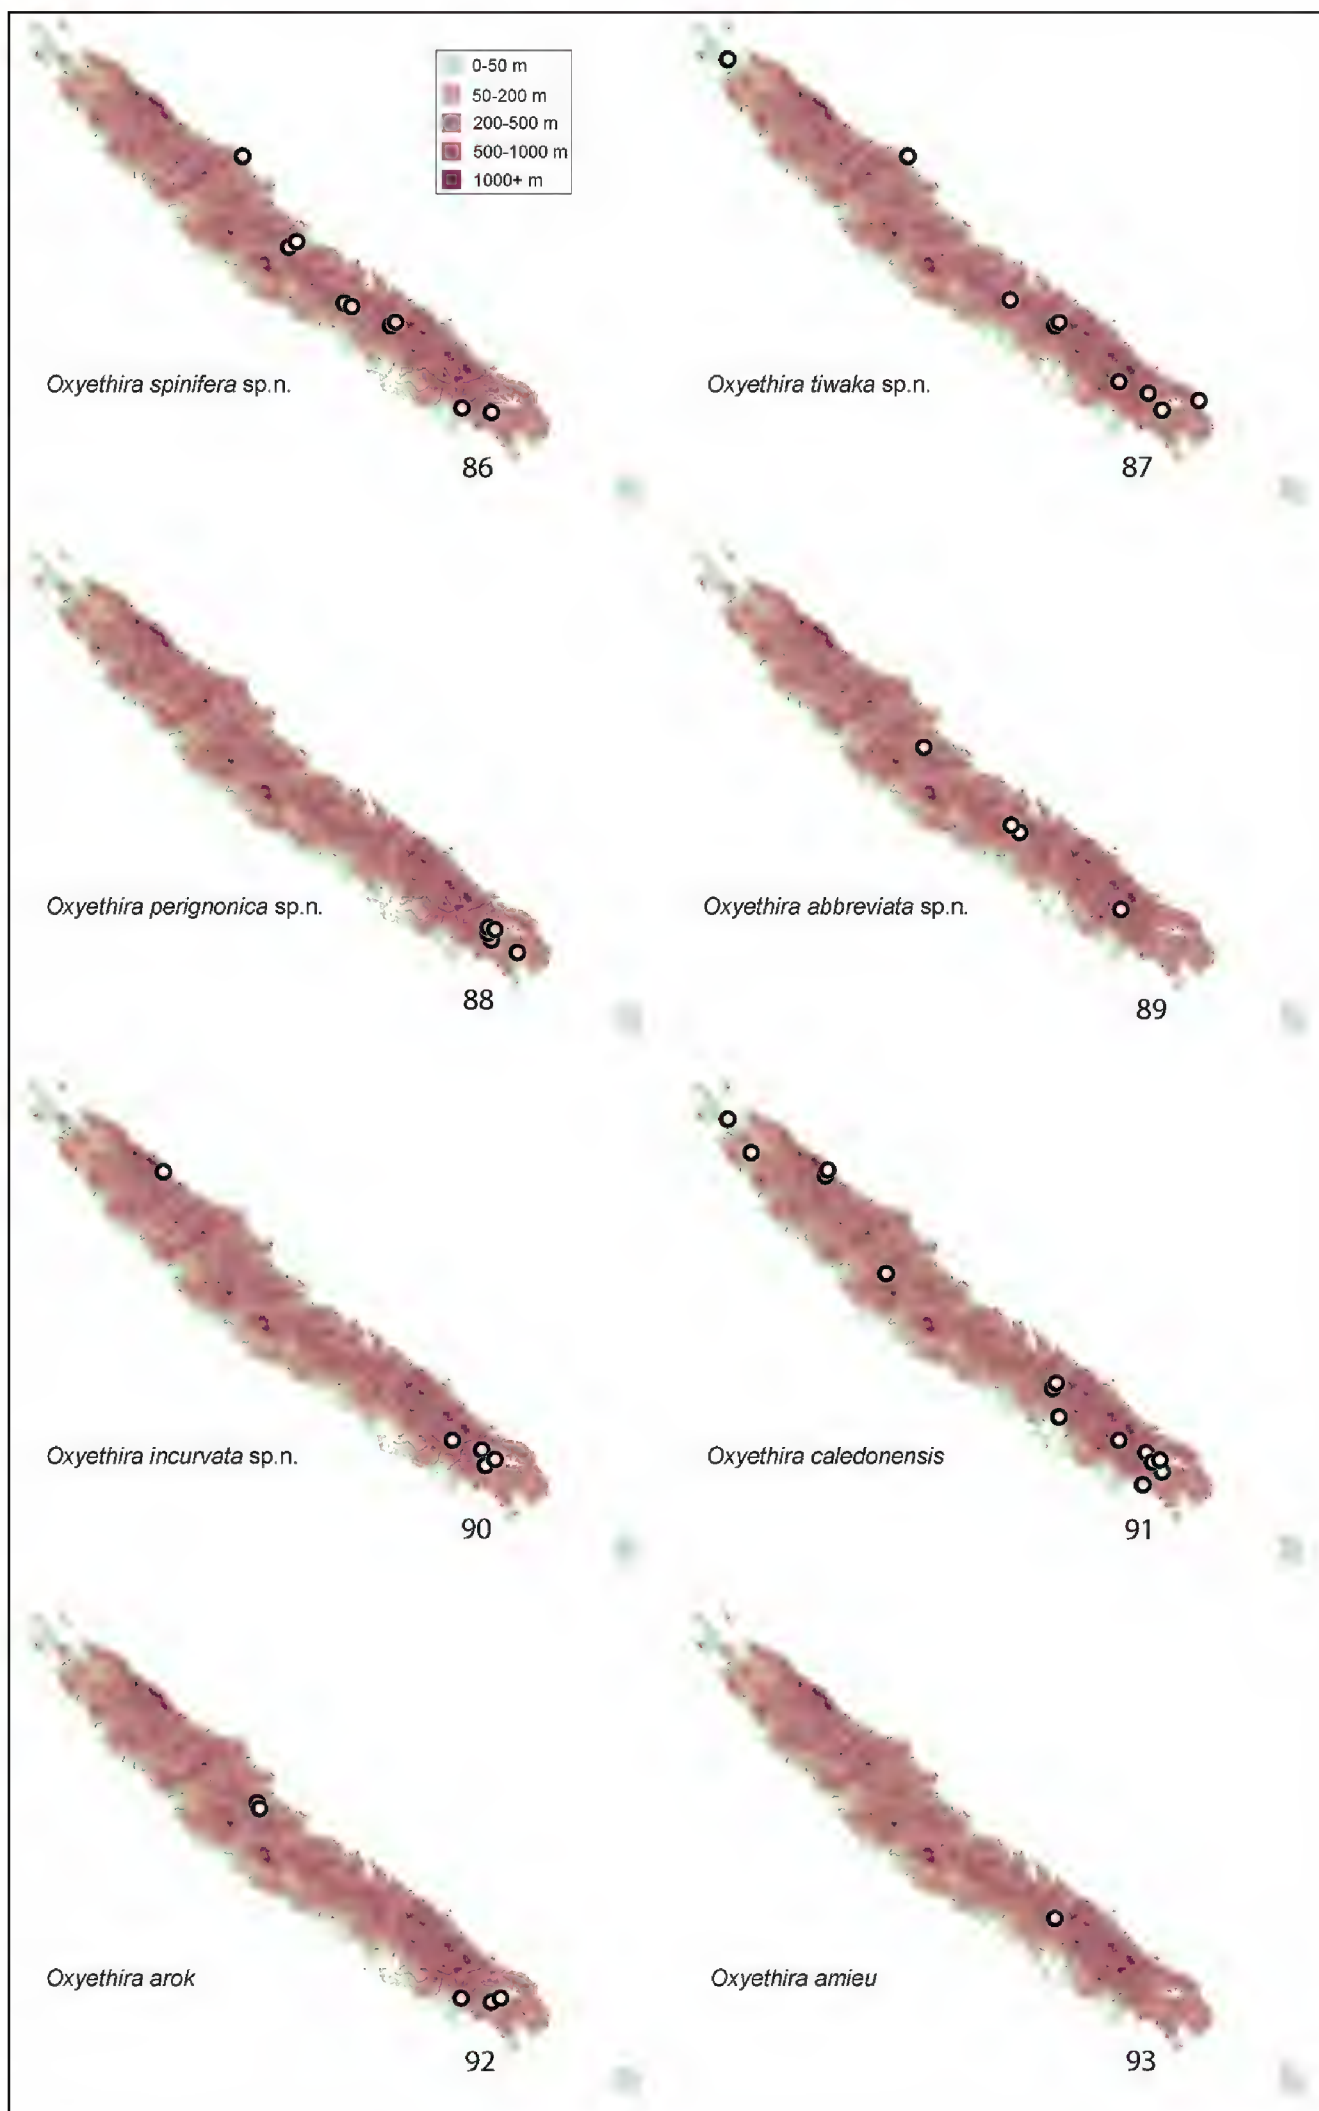 0-50 m
50-200 m
200-500 m
500-1000 m
1000+ m
Oxyethira spinifera sp.n.
86
Oxyethira tiwaka sp.n.
87
Oxyethira perignonica sp.n.
88
Oxyethira abbreviata sp.n.
89
Oxyethira incurvata sp.n.
90
Oxyethira caledonensis
91
Oxyethira arok
92
Oxyethira amieu
93